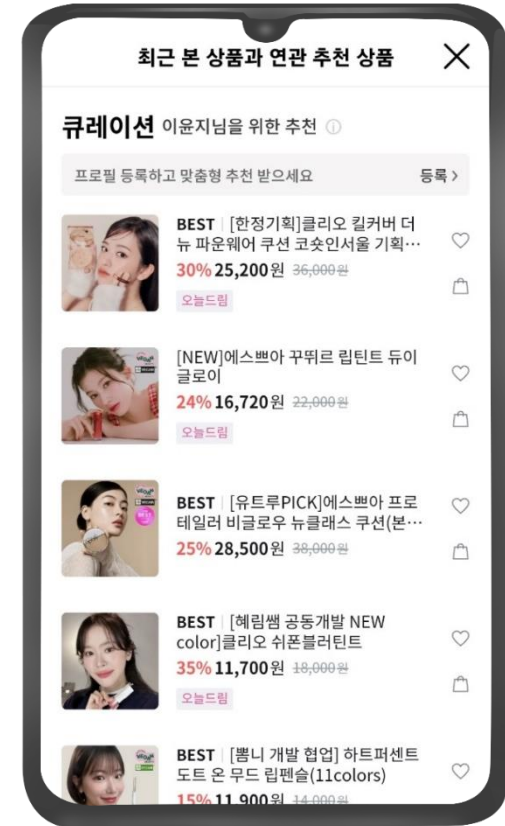 최근 본 상품과 연관 추천 상품
큐레이션 이윤지님을 위한 추천
프로필 등록하고 맞춤형 추천 받으세요 등록 >
BEST | [한정기획]클리오 킬커버 더
뉴 파운웨어 쿠션 코숏인서울 기획…
30% 25,200원 36,000원
오늘드림
[NEW]에스쁘아 꾸뛰르 립틴트 듀이
글로이
24% 16,720원 22,000원
오늘드림
BEST | [유트루PICK]에스쁘아 프로
테일러 비글로우 뉴클래스 쿠션(본…
25% 28,500원 38,000원
BEST | [혜림쌤 공동개발 NEW
color]클리오 쉬폰블러틴트
35% 11,700원 18,000원
오늘드림
BEST | [뽐니 개발 협업] 하트퍼센트
도트 온 무드 립펜슬(11colors)
15% 11,900원 14,000원